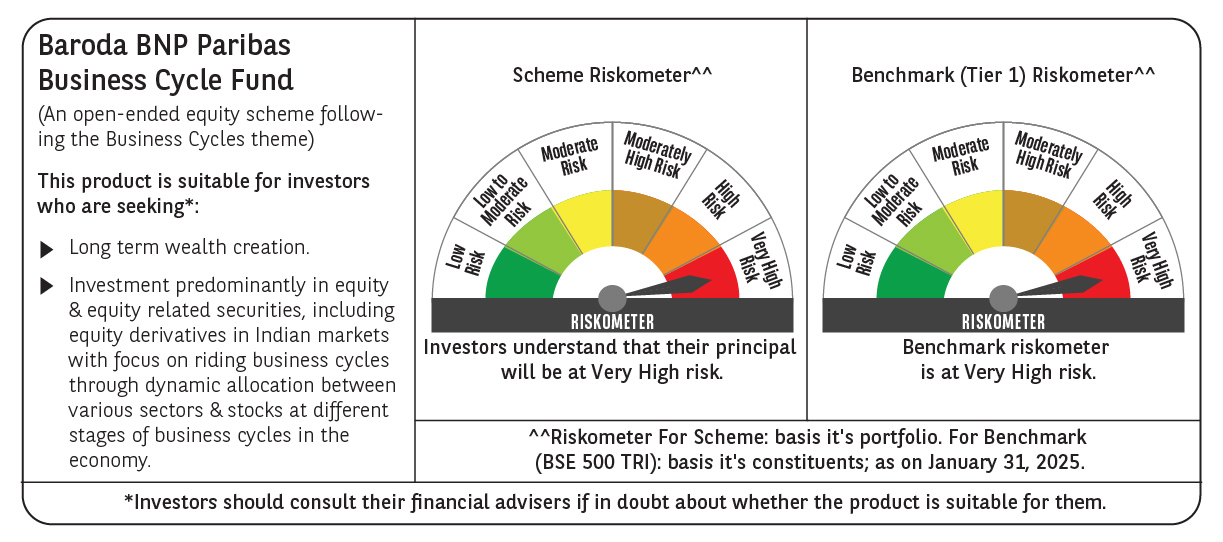 Baroda BNP Paribas
Business Cycle Fund
(An open-ended equity scheme follow-
ing the Business Cycles theme)
This product is suitable for investors
who are seeking*:
Long term wealth creation.
Investment predominantly in equity
& equity related securities, including
equity derivatives in Indian markets
with focus on riding business cycles
through dynamic allocation between
various sectors & stocks at different
stages of business cycles in the
economy.
Scheme Riskometer^^
Low
Risk
Low to
Moderate
Risk
Moderate
Risk
Moderately
High Risk
High
Risk
Very High
Risk
RISKOMETER
Investors understand that their principal
will be at Very High risk.
Benchmark (Tier 1) Riskometer^^
Low
Risk
Low to
Moderate
Risk
Moderate
Risk
Moderately
High Risk
High
Risk
Very High
Risk
RISKOMETER
Benchmark riskometer
is at Very High risk.
^^Riskometer For Scheme: basis it's portfolio. For Benchmark
(BSE 500 TRI): basis it's constituents; as on January 31, 2025.
*Investors should consult their financial advisers if in doubt about whether the product is suitable for them.